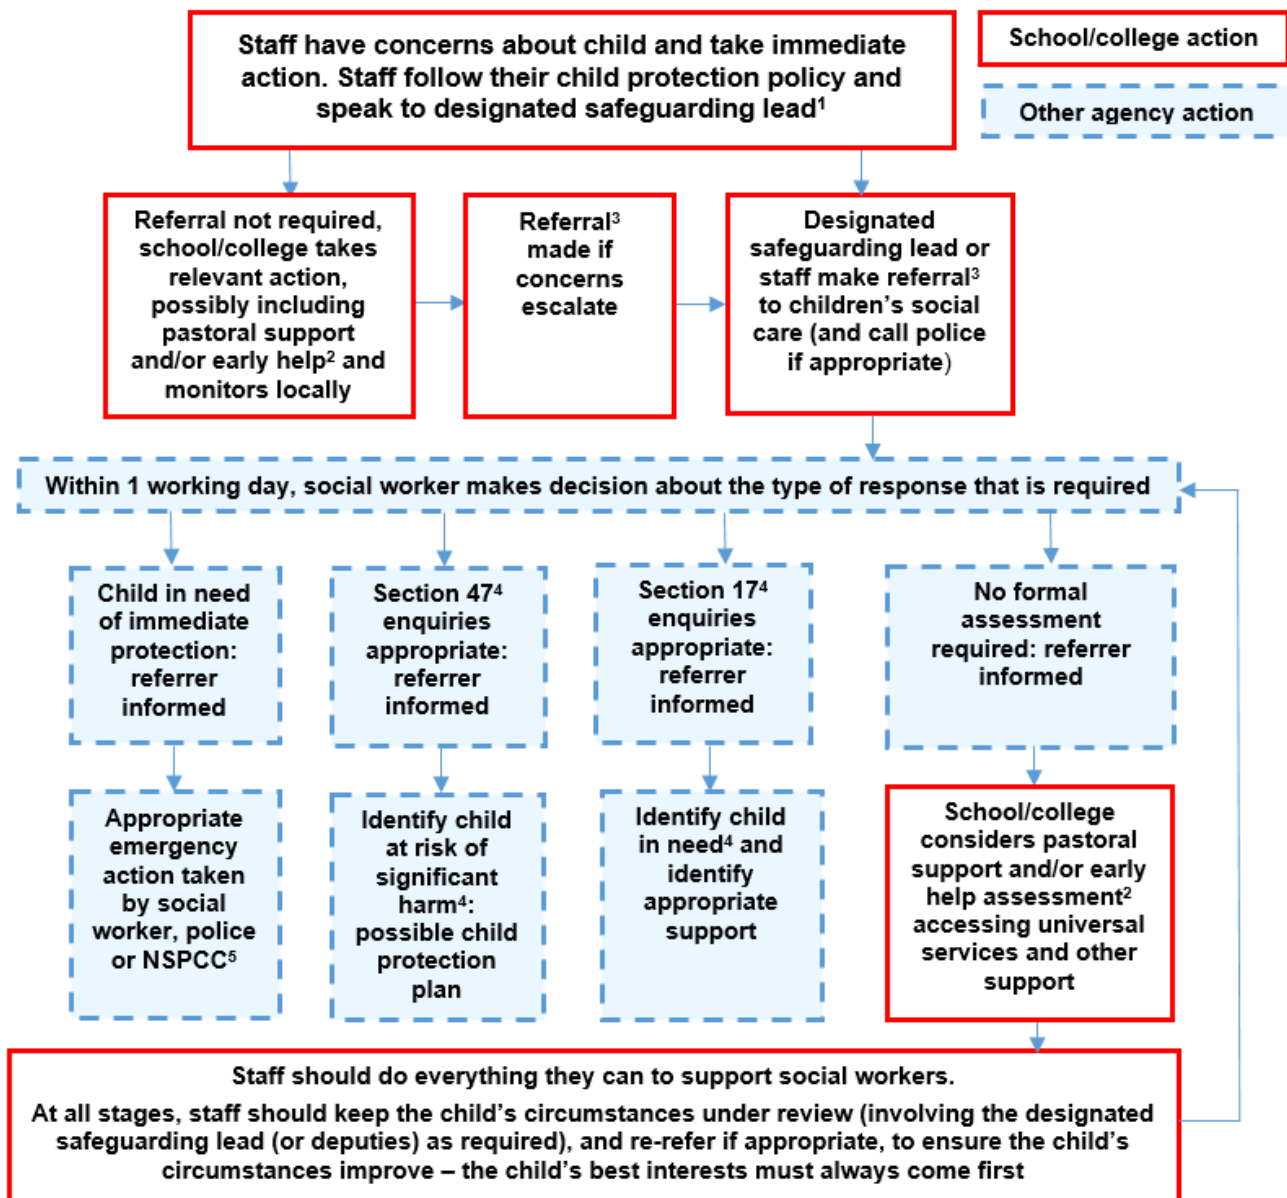 Staff have concerns about child and take immediate
action. Staff follow their child protection policy and
speak to designated safeguarding lead¹
School/college action
Other agency action
Referral not required,
school/college takes
relevant action,
possibly including
pastoral support
and/or early help² and
monitors locally
Referral³
made if
concerns
escalate
Designated
safeguarding lead or
staff make referral³
to children’s social
care (and call police
if appropriate)
Within 1 working day, social worker makes decision about the type of response that is required
Child in need
of immediate
protection:
referrer
informed
Section 47⁴
enquiries
appropriate:
referrer
informed
Section 17⁴
enquiries
appropriate:
referrer
informed
No formal
assessment
required: referrer
informed
Appropriate
emergency
action taken
by social
worker, police
or NSPCC⁵
Identify child
at risk of
significant
harm⁴:
possible child
protection
plan
Identify child
in need⁴ and
identify
appropriate
support
School/college
considers pastoral
support and/or early
help assessment²
accessing universal
services and other
support
Staff should do everything they can to support social workers.
At all stages, staff should keep the child’s circumstances under review (involving the designated
safeguarding lead (or deputies) as required), and re-refer if appropriate, to ensure the child’s
circumstances improve – the child’s best interests must always come first